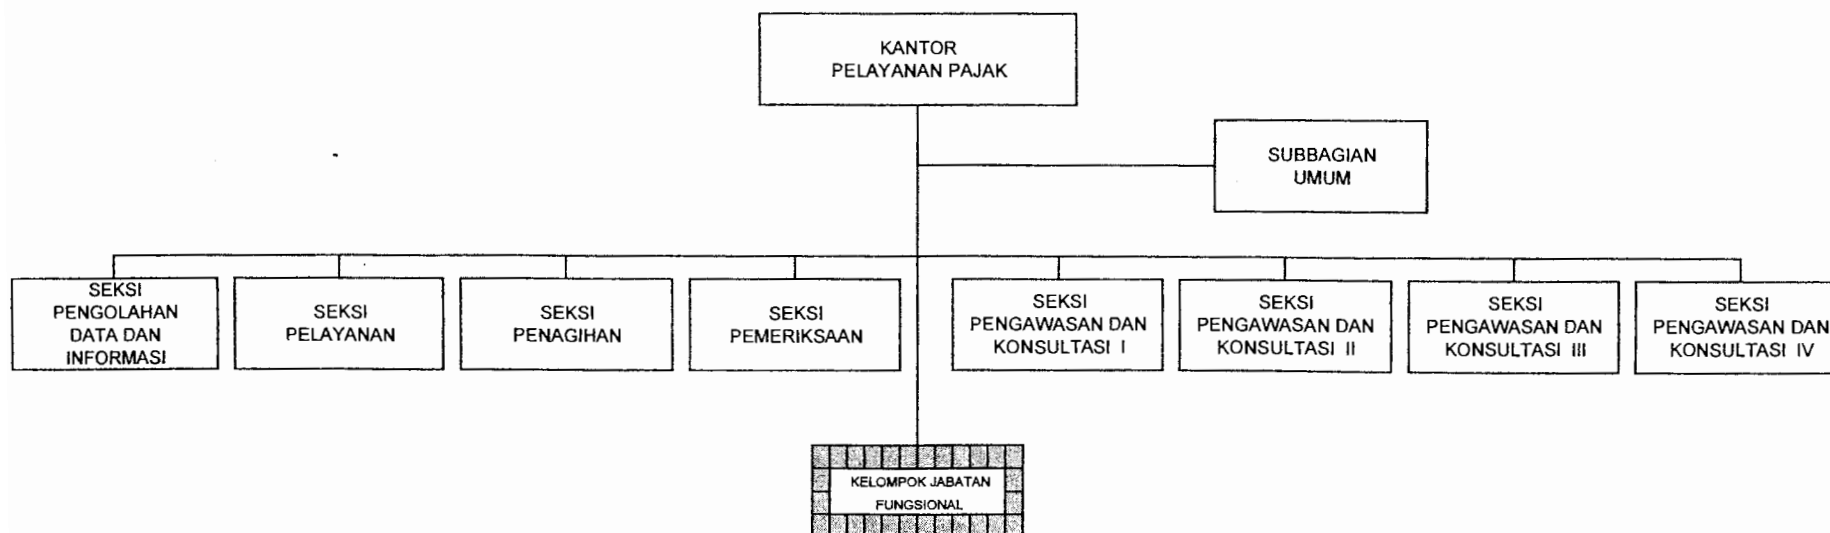 KANTOR
PELAYANAN PAJAK
SUBBAGIAN
UMUM
SEKSI
PENGOLAHAN
DATA DAN
INFORMASI
SEKSI
PELAYANAN
SEKSI
PENAGIHAN
SEKSI
PEMERIKSAAN
SEKSI
PENGAWASAN DAN
KONSULTASI I
SEKSI
PENGAWASAN DAN
KONSULTASI II
SEKSI
PENGAWASAN DAN
KONSULTASI III
SEKSI
PENGAWASAN DAN
KONSULTASI IV
KELOMPOK JABATAN
FUNGSIONAL